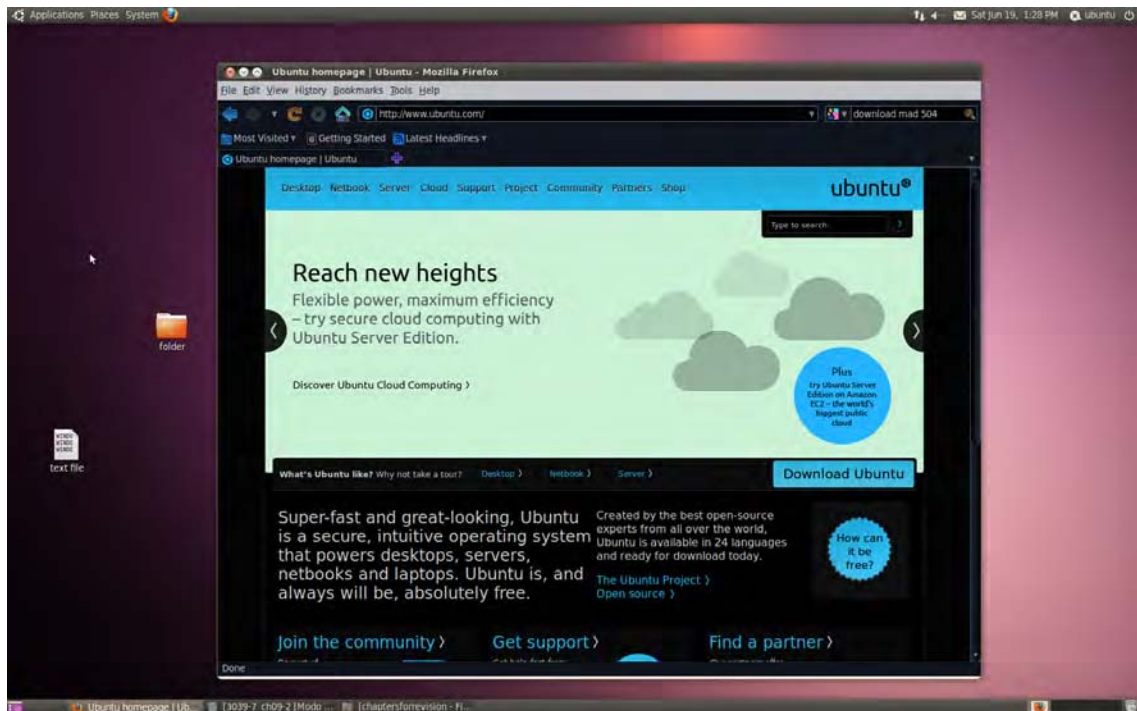 Applications Places System
Sat Jun 19, 1:28 PM ubuntu
Ubuntu homepage | Ubuntu - Mozilla Firefox
File Edit View History Bookmarks Tools Help
http://www.ubuntu.com/
download mad 504
Most Visited Getting Started Latest Headlines
Ubuntu homepage | Ubuntu
Desktop Netbook Server Cloud Support Project Community Partners Shop
ubuntu
Type to search
Reach new heights
Flexible power, maximum efficiency
– try secure cloud computing with
Ubuntu Server Edition.
Discover Ubuntu Cloud Computing >
Plus
try Ubuntu Server
Edition on Amazon
EC2 – the world's
biggest public
cloud
folder
text file
What's Ubuntu like? Why not take a tour? Desktop > Netbook > Server >
Download Ubuntu
Super-fast and great-looking, Ubuntu
is a secure, intuitive operating system
that powers desktops, servers,
netbooks and laptops. Ubuntu is, and
always will be, absolutely free.
Created by the best open-source
experts from all over the world,
Ubuntu is available in 24 languages
and ready for download today.
The Ubuntu Project >
Open source >
How can
it be
free?
Join the community >
Get support >
Find a partner >
Done
Ubuntu homepage | Ub... [3039-7_ch09-2 [Modo ... [chaptersforrevision - Fi...